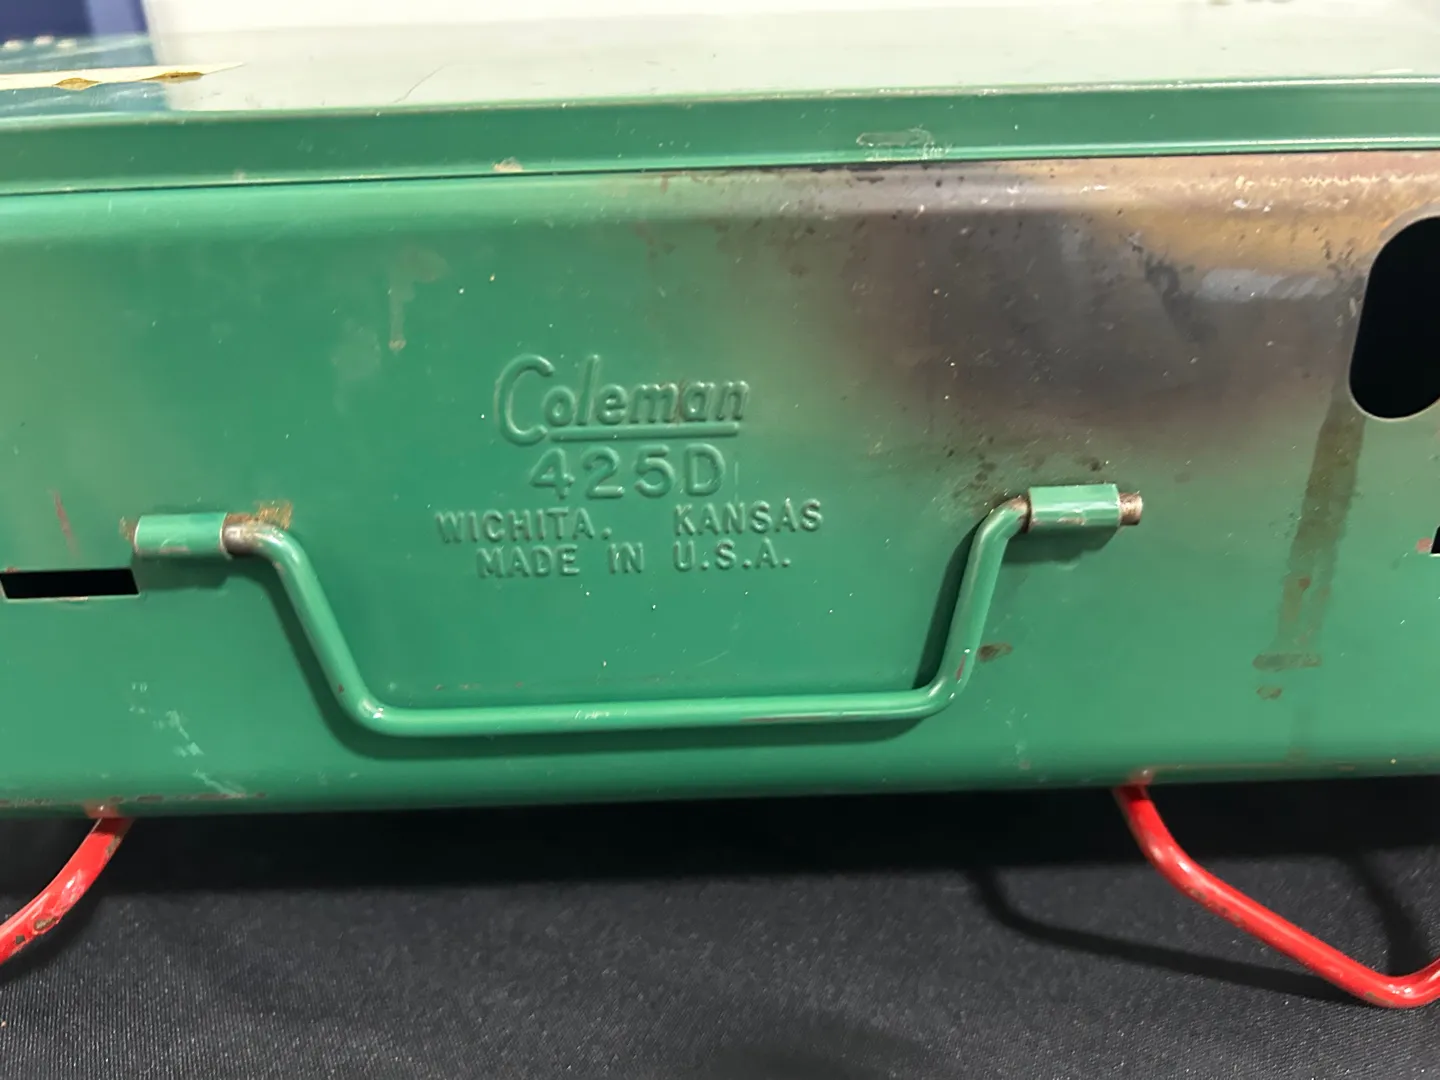 Coleman
425D
WICHITA. KANSAS
MADE IN U.S.A.